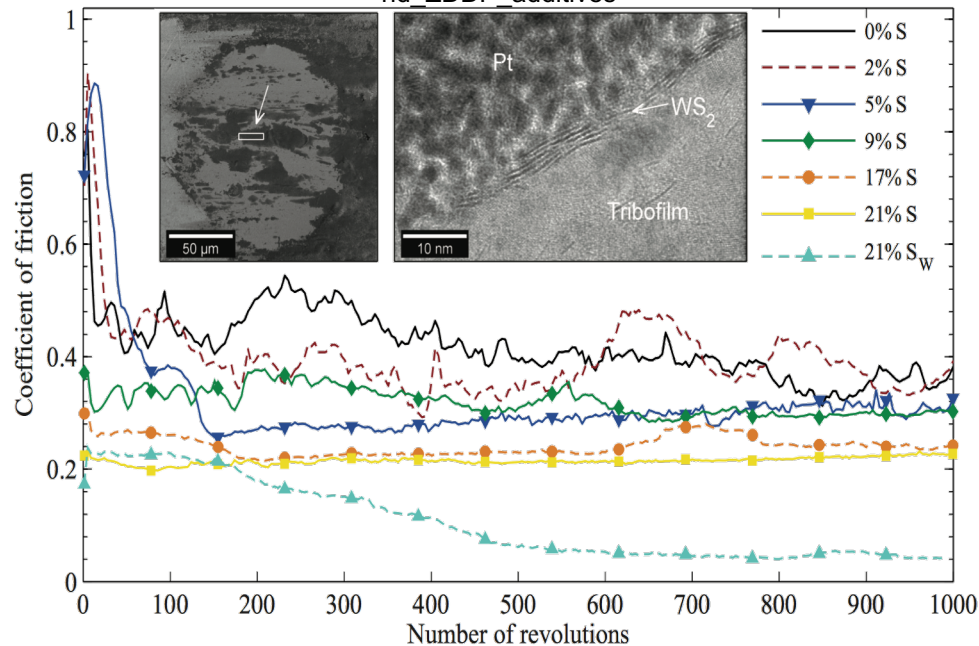 1
0.8
0.6
0.4
0.2
0
Coefficient of friction
0 100 200 300 400 500 600 700 800 900 1000
Number of revolutions
50 µm
Pt
WS2
Tribofilm
10 nm
0% S
2% S
5% S
9% S
17% S
21% S
21% SW